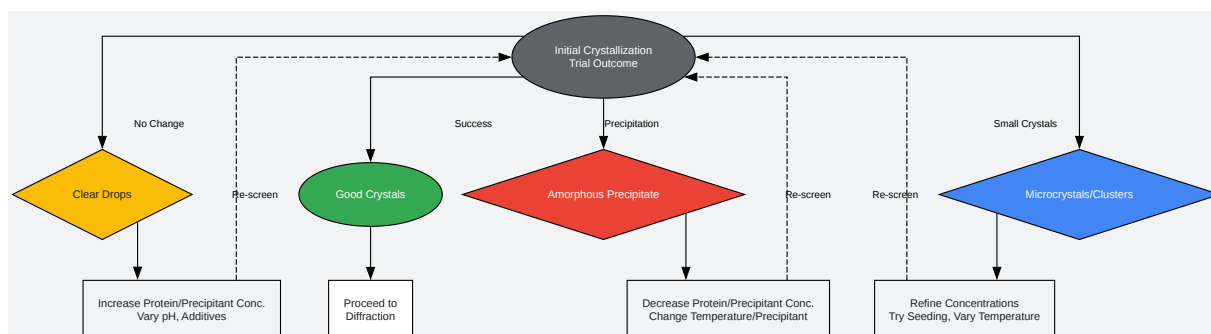 Initial Crystallization
Trial Outcome
No Change
Success
Precipitation
Small Crystals
Clear Drops
Re-screen
Good Crystals
Amorphous Precipitate
Re-screen
Re-screen
Microcrystals/Clusters
Increase Protein/Precipitant Conc.
Vary pH, Additives
Proceed to
Diffraction
Decrease Protein/Precipitant Conc.
Change Temperature/Precipitant
Refine Concentrations
Try Seeding, Vary Temperature